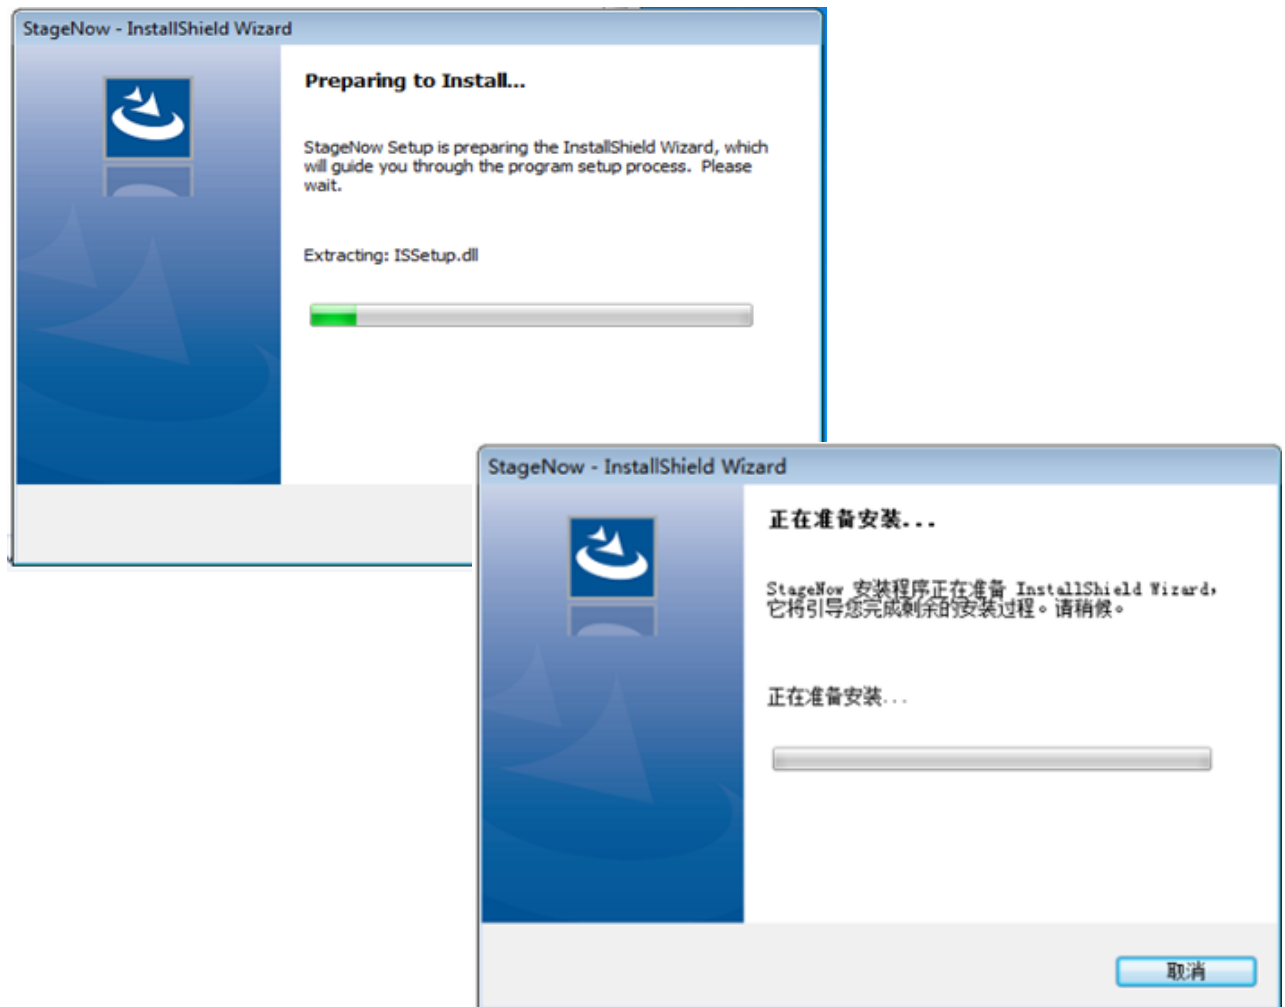 StageNow - InstallShield Wizard
Preparing to Install...
StageNow Setup is preparing the InstallShield Wizard, which
will guide you through the program setup process. Please
wait.
Extracting: ISSetup.dll
StageNow - InstallShield Wizard
正在准备安装...
StageNow 安装程序正在准备 InstallShield Wizard，
它将引导您完成剩余的安装过程。请稍候。
正在准备安装...
取消